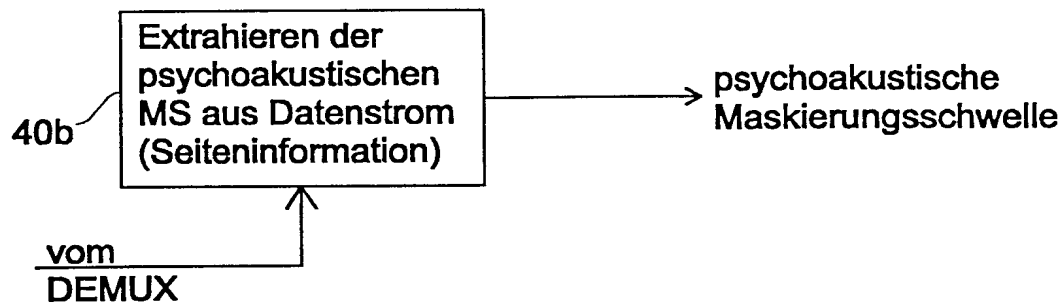 Extrahieren der
psychoakustischen
MS aus Datenstrom
(Seiteninformation)
40b
psychoakustische
Maskierungsschwelle
vom
DEMUX